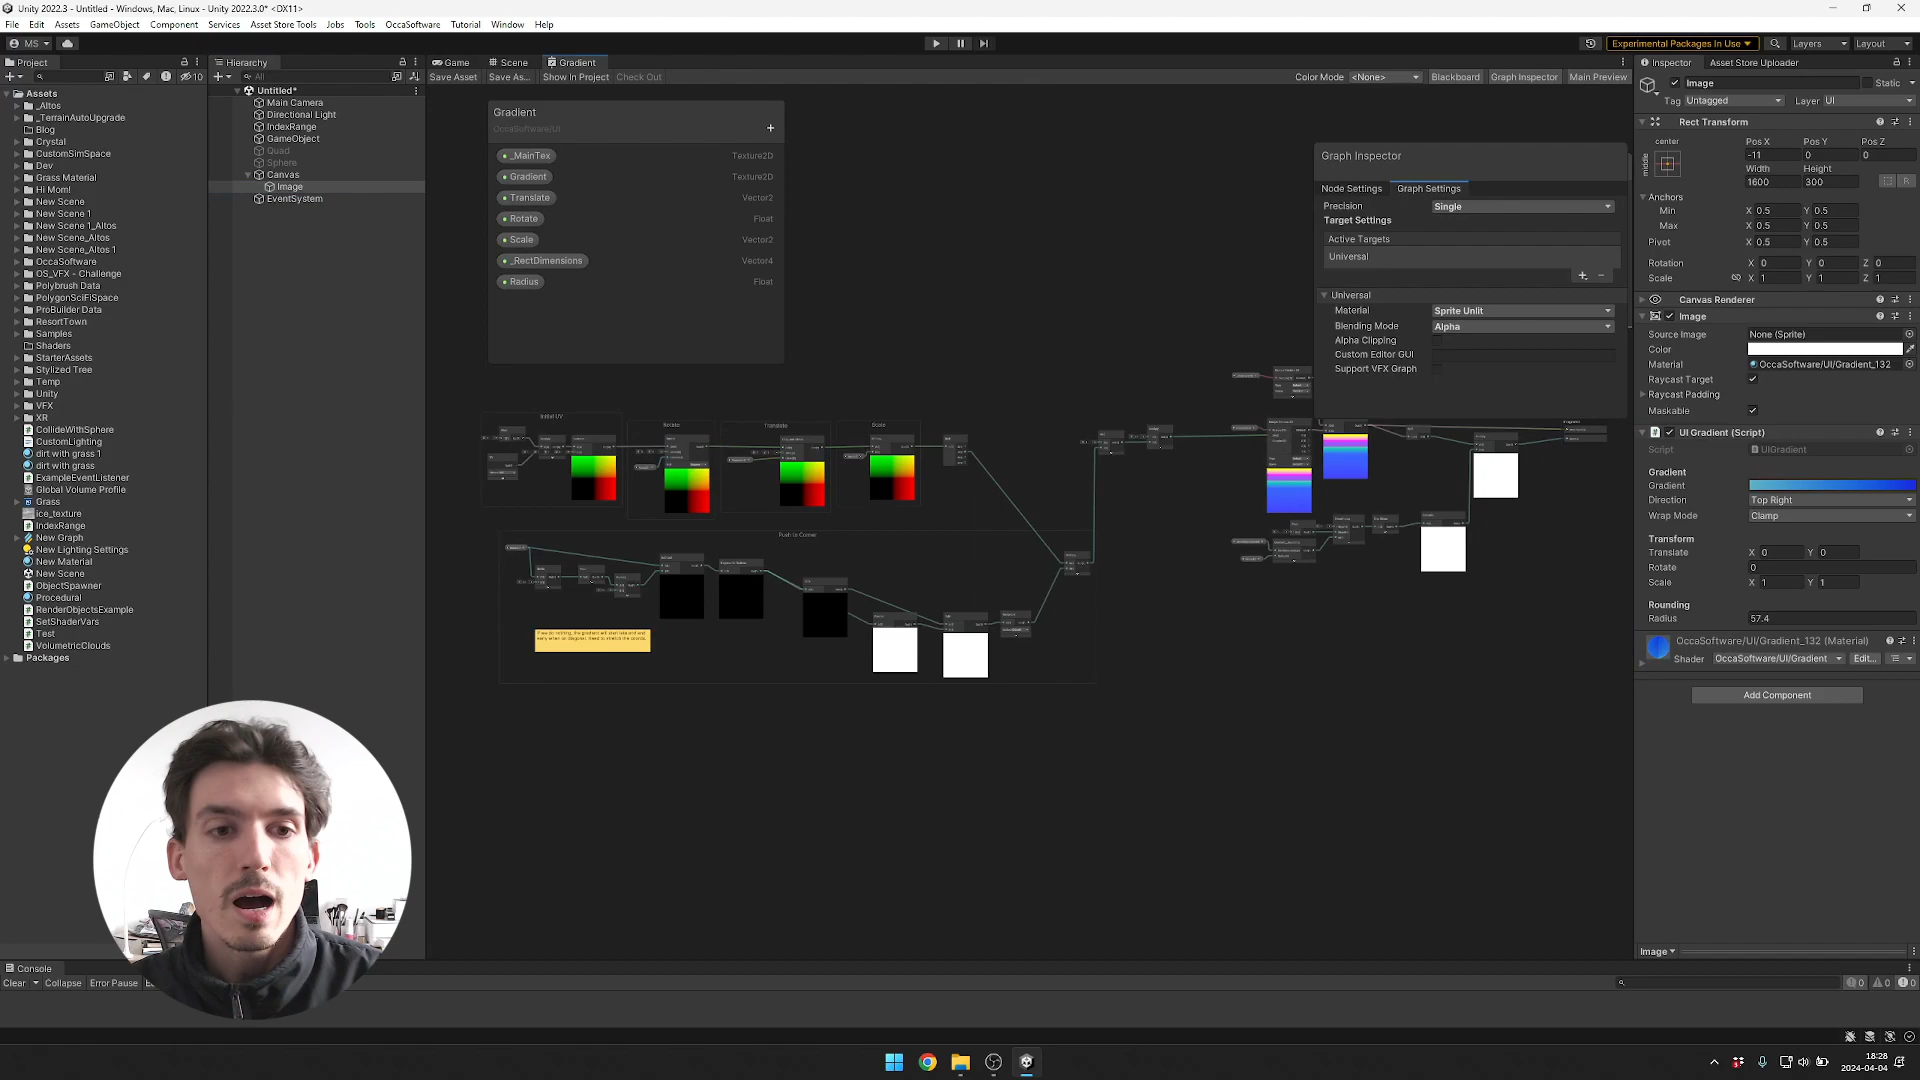 Unity 2022.3 - Untitled - Windows, Mac, Linux - Unity 2022.3.0* <DX11>
File Edit Assets GameObject Component Services Asset Store Tools Jobs Tools OccaSoftware Tutorial Window Help
MS
Experimental Packages In Use
Layers
Layout
Project
10
Assets
_Altos
_TerrainAutoUpgrade
Blog
Crystal
CustomSimSpace
Dev
Grass Material
Hi Mom!
New Scene
New Scene 1
New Scene 1_Altos
New Scene_Altos
New Scene_Altos 1
OccaSoftware
OS_VFX - Challenge
Polybrush Data
PolygonSciFiSpace
ProBuilder Data
ResortTown
Samples
Shaders
StarterAssets
Stylized Tree
Temp
Unity
VFX
XR
CollideWithSphere
CustomLighting
dirt with grass 1
dirt with grass
ExampleEventListener
Global Volume Profile
Grass
ice_texture
IndexRange
New Graph
New Lighting Settings
New Material
New Scene
ObjectSpawner
Procedural
RenderObjectsExample
SetShaderVars
Test
VolumetricClouds
Packages
Hierarchy
All
Untitled*
Main Camera
Directional Light
IndexRange
GameObject
Quad
Sphere
Canvas
Image
EventSystem
Game Scene Gradient
Save Asset Save As... Show In Project Check Out
Color Mode <None> Blackboard Graph Inspector Main Preview
Gradient
OccaSoftware/UI
_MainTex Texture2D
Gradient Texture2D
Translate Vector2
Rotate Float
Scale Vector2
_RectDimensions Vector4
Radius Float
Initial UV
Rotate
Translate
Scale
Push to Corner
Graph Inspector
Node Settings Graph Settings
Precision Single
Target Settings
Active Targets
Universal
Universal
Material Sprite Unlit
Blending Mode Alpha
Alpha Clipping
Custom Editor GUI
Support VFX Graph
Inspector Asset Store Uploader
Image Static
Tag Untagged Layer UI
Rect Transform
center
middle
Pos X Pos Y Pos Z
-11 0 0
Width Height
1600 300
R
Anchors
Min X 0.5 Y 0.5
Max X 0.5 Y 0.5
Pivot X 0.5 Y 0.5
Rotation X 0 Y 0 Z 0
Scale X 1 Y 1 Z 1
Canvas Renderer
Image
Source Image None (Sprite)
Color
Material OccaSoftware/UI/Gradient_132
Raycast Target
Raycast Padding
Maskable
UI Gradient (Script)
Script UIGradient
Gradient
Gradient
Direction Top Right
Wrap Mode Clamp
Transform
Translate X 0 Y 0
Rotate 0
Scale X 1 Y 1
Rounding
Radius 57.4
OccaSoftware/UI/Gradient_132 (Material)
Shader OccaSoftware/UI/Gradient Edit...
Add Component
Image
Console
Clear Collapse Error Pause
0 0 0
18:28
2024-04-04